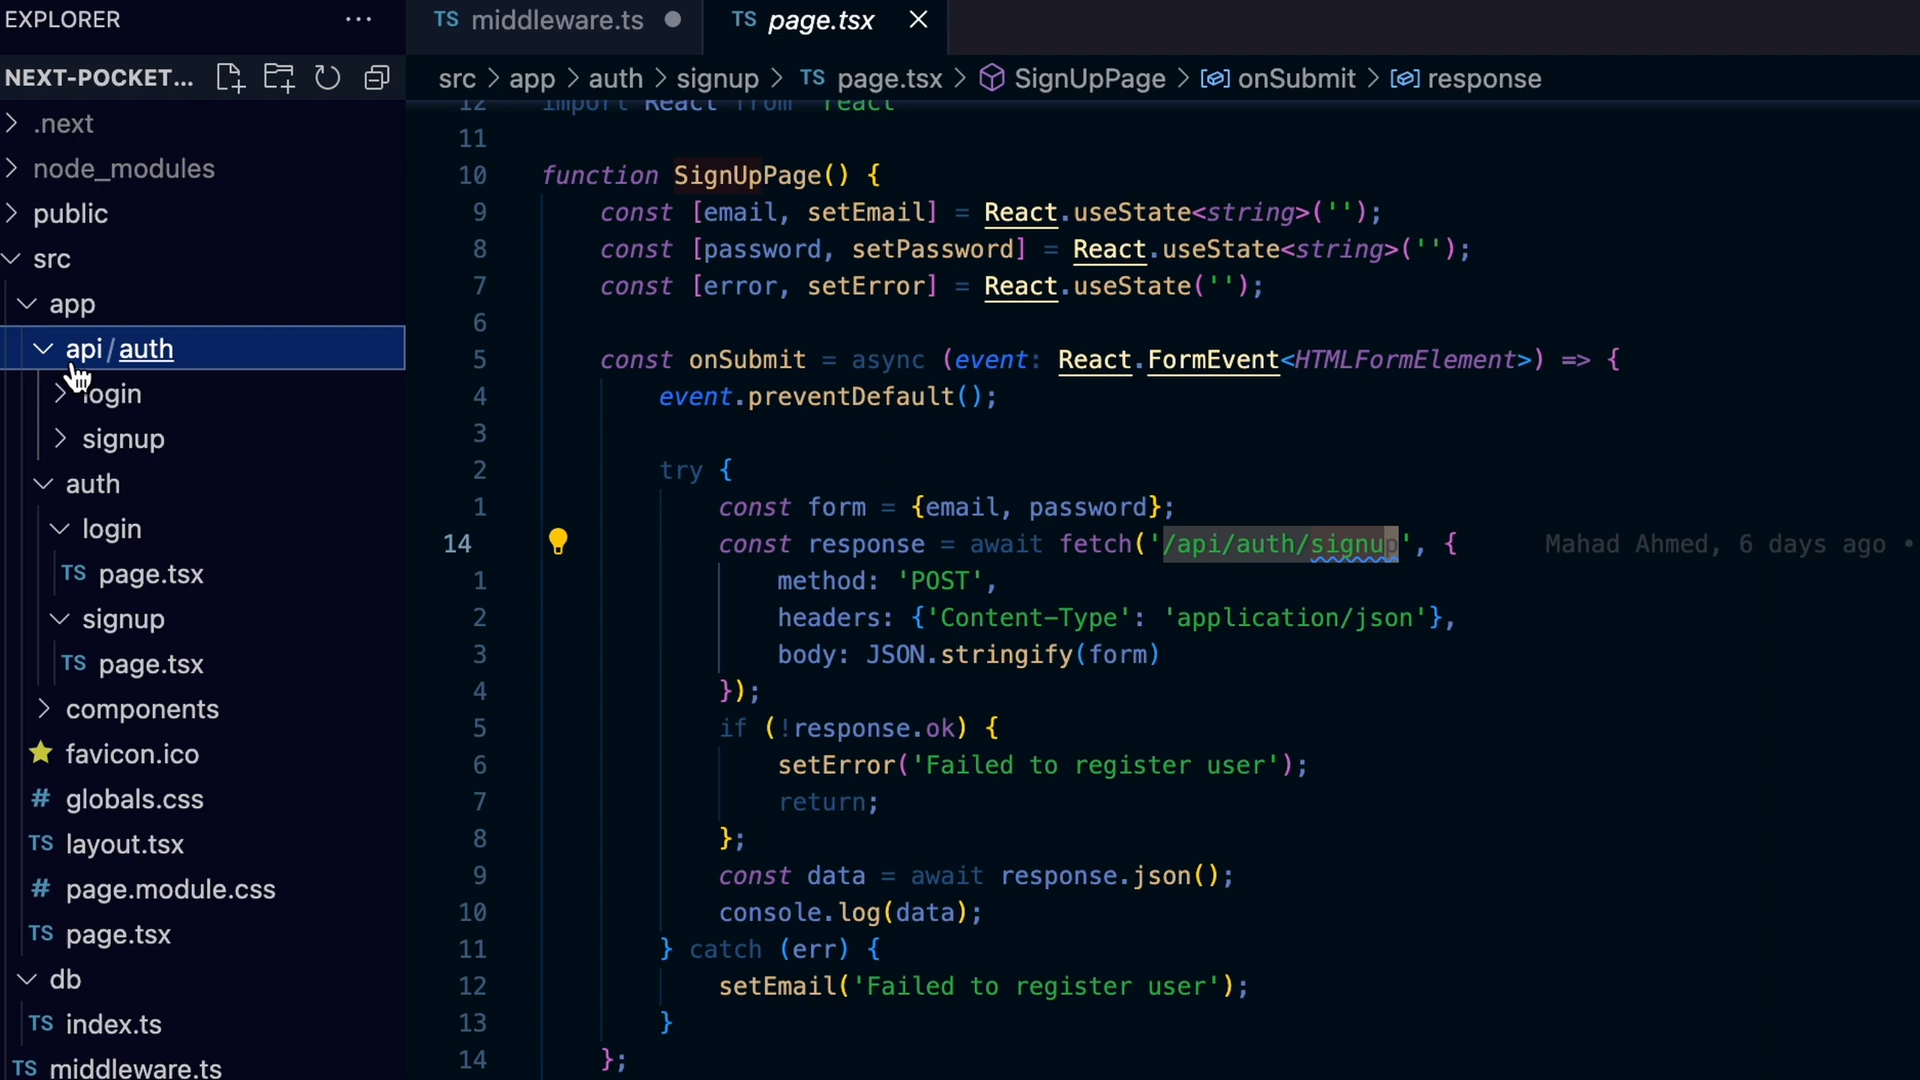 EXPLORER
NEXT-POCKET...
.next
node_modules
public
src
app
api/auth
login
signup
auth
login
TS page.tsx
signup
TS page.tsx
components
favicon.ico
# globals.css
TS layout.tsx
# page.module.css
TS page.tsx
db
TS index.ts
TS middleware.ts
TS middleware.ts ●
TS page.tsx ×
src > app > auth > signup > TS page.tsx > SignUpPage > onSubmit > response
12 import React from 'react'
11
10 function SignUpPage() {
9 const [email, setEmail] = React.useState<string>('');
8 const [password, setPassword] = React.useState<string>('');
7 const [error, setError] = React.useState('');
6
5 const onSubmit = async (event: React.FormEvent<HTMLFormElement>) => {
4 event.preventDefault();
3
2 try {
1 const form = {email, password};
14 const response = await fetch('/api/auth/signup', { Mahad Ahmed, 6 days ago •
1 method: 'POST',
2 headers: {'Content-Type': 'application/json'},
3 body: JSON.stringify(form)
4 });
5 if (!response.ok) {
6 setError('Failed to register user');
7 return;
8 };
9 const data = await response.json();
10 console.log(data);
11 } catch (err) {
12 setEmail('Failed to register user');
13 }
14 };